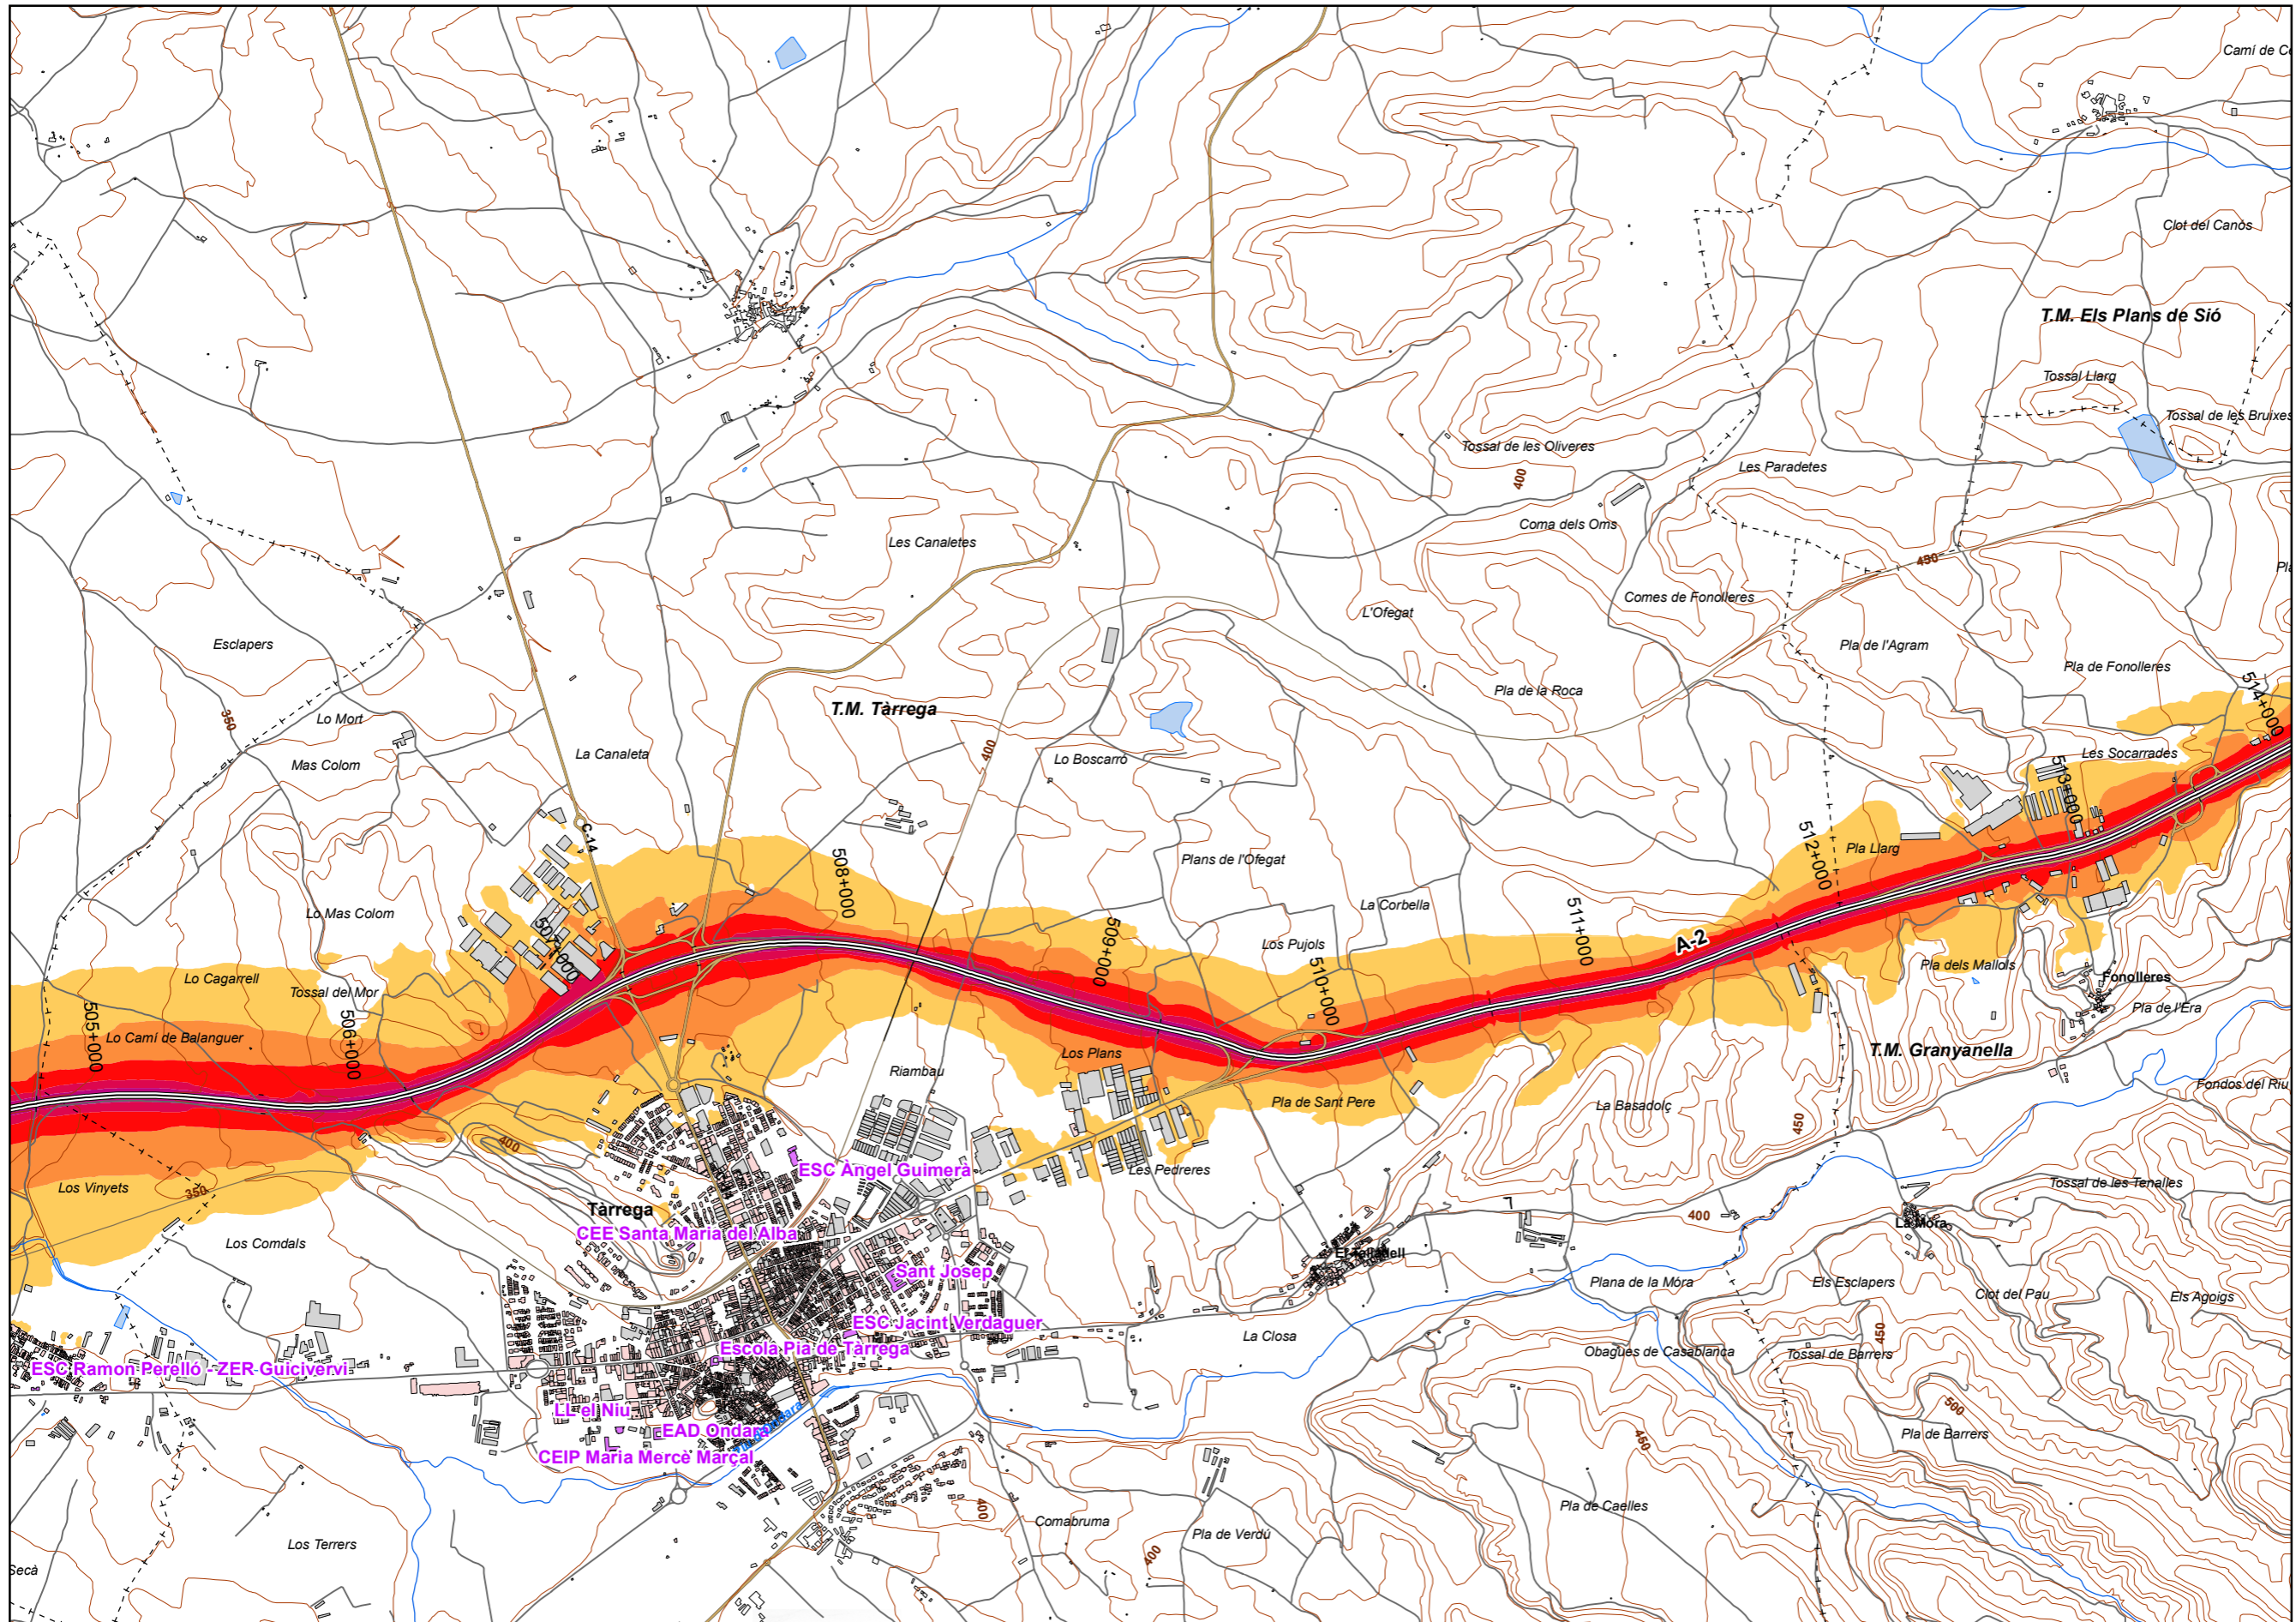 Camí de C
Clot del Canòs
T.M. Els Plans de Sió
Tossal Llarg
Tossal de les Bruixes
Tossal de les Oliveres
Les Paradetes
400
Coma dels Oms
Les Canaletes
450
Pla
Comes de Fonolleres
L'Ofegat
Esclapers
Pla de l'Agram
Pla de Fonolleres
Pla de la Roca
514+000
350
Lo Mort
T.M. Tàrrega
400
La Canaleta
Lo Boscarró
Les Socarrades
Mas Colom
513+000
C-14
508+000
Plans de l'Ofegat
512+000
Pla Llarg
Lo Mas Colom
La Corbella
507+000
509+000
Los Pujols
511+000
A-2
Pla dels Mallols
Fonolleres
Lo Cagarrell
Tossal del Mor
510+000
Pla de l'Era
505+000
506+000
Lo Camí de Balanguer
Los Plans
T.M. Granyanella
Riambau
Fondos del Riu
Pla de Sant Pere
La Basadolç
450
400
ESC Àngel Guimerà
Les Pedreres
Los Vinyets
350
Tossal de les Tenalles
Tàrrega
400
La Móra
CEE Santa Maria del Alba
Los Comdals
El Talladell
Sant Josep
Plana de la Móra
Els Esclapers
Clot del Pau
Els Agoigs
ESC Jacint Verdaguer
La Closa
450
Escola Pia de Tàrrega
Obagues de Casablanca
Tossal de Barrers
ESC Ramon Perelló -ZER Guicivervi
LL el Niu
500
EAD Ondara
Pla de Barrers
450
CEIP Maria Mercè Marçal
400
Pla de Caelles
Comabruma
Pla de Verdú
Los Terrers
400
Secà